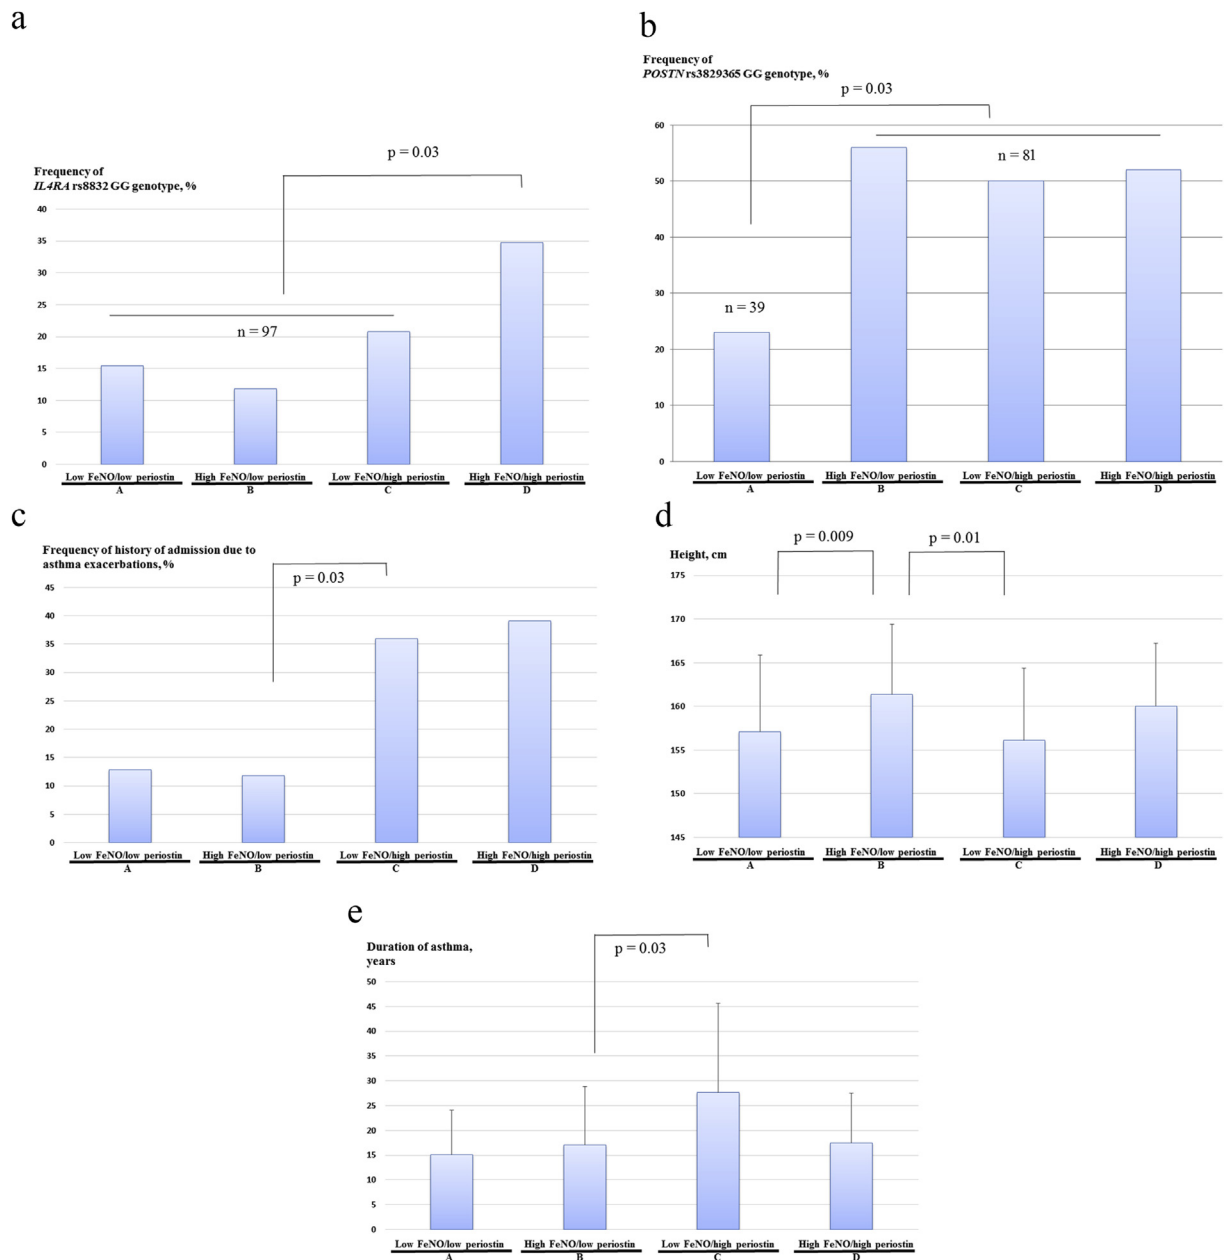 a
Frequency of
IL4RA rs8832 GG genotype, %
p = 0.03
40
35
30
25
20
15
10
5
0
n = 97
Low FeNO/low periostin
High FeNO/low periostin
Low FeNO/high periostin
High FeNO/high periostin
A
B
C
D
b
Frequency of
POSTN rs3829365 GG genotype, %
p = 0.03
60
50
40
30
20
10
0
n = 81
n = 39
Low FeNO/low periostin
High FeNO/low periostin
Low FeNO/high periostin
High FeNO/high periostin
A
B
C
D
c
Frequency of history of admission due to
asthma exacerbations, %
p = 0.03
45
40
35
30
25
20
15
10
5
0
Low FeNO/low periostin
High FeNO/low periostin
Low FeNO/high periostin
High FeNO/high periostin
A
B
C
D
d
p = 0.009
p = 0.01
Height, cm
175
170
165
160
155
150
145
Low FeNO/low periostin
High FeNO/low periostin
Low FeNO/high periostin
High FeNO/high periostin
A
B
C
D
e
Duration of asthma,
years
p = 0.03
50
45
40
35
30
25
20
15
10
5
0
Low FeNO/low periostin
High FeNO/low periostin
Low FeNO/high periostin
High FeNO/high periostin
A
B
C
D